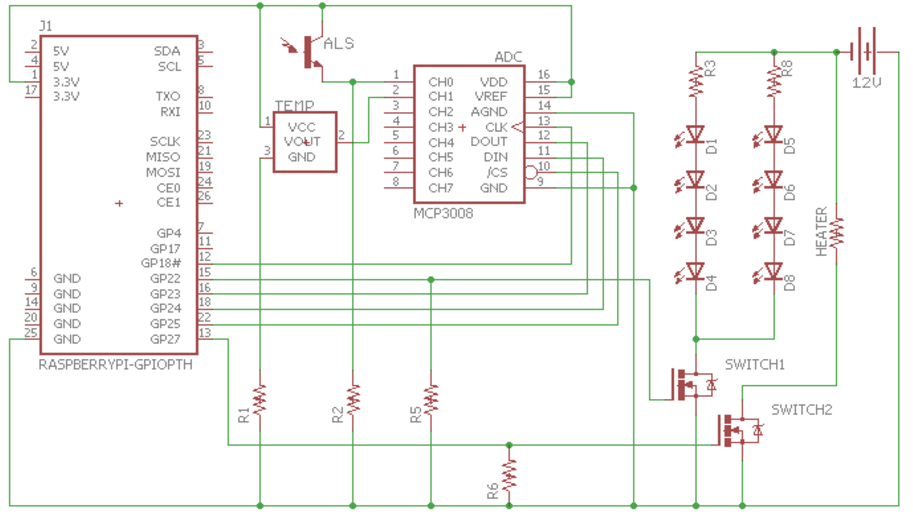 J1
2 5V SDA 3
4 5V SCL 5
1 3.3V
17 3.3V TXO 8
RXI 10
SCLK 23
MISO 21
MOSI 19
CE0 24
CE1 26
GP4 7
GP17 11
GP18# 12
6 GND GP22 15
9 GND GP23 16
14 GND GP24 18
20 GND GP25 22
25 GND GP27 13
RASPBERRYPI-GPIOPTH
ALS
TEMP
1 VCC
VOUT 2
3 GND
ADC
1 CH0 VDD 16
2 CH1 VREF 15
3 CH2 AGND 14
4 CH3 CLK 13
5 CH4 DOUT 12
6 CH5 DIN 11
7 CH6 /CS 10
8 CH7 GND 9
MCP3008
R3
R8
12V
D1
D5
D2
D6
D3
D7
D4
D8
HEATER
SWITCH1
SWITCH2
R1
R2
R5
R6